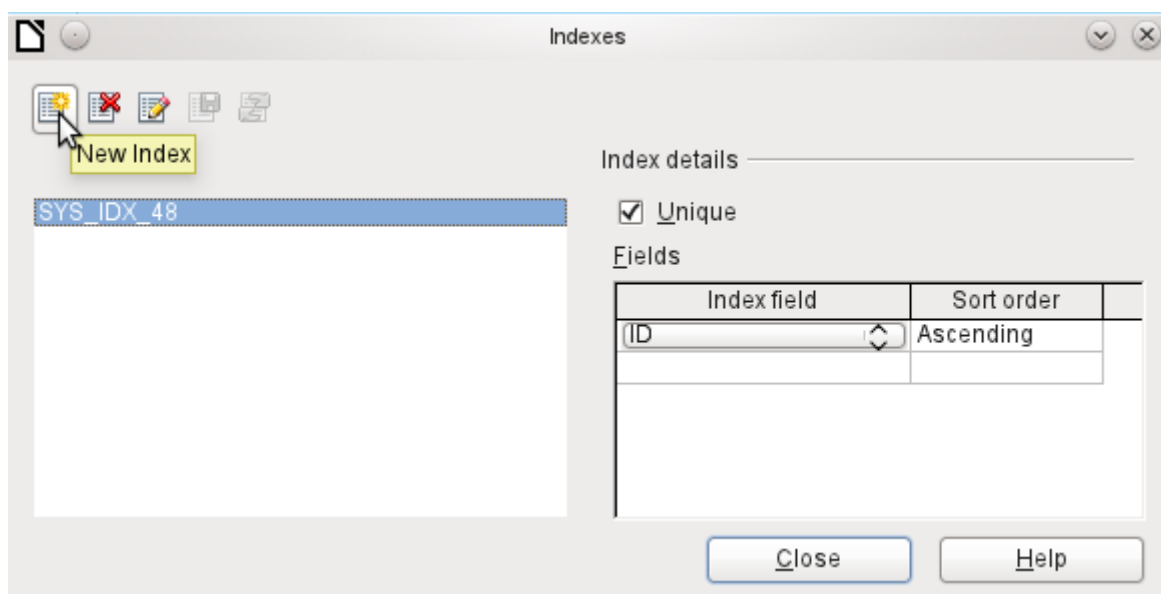 Indexes
New Index
Index details
SYS_IDX_48
Unique
Fields
Index field Sort order
ID Ascending
Close Help